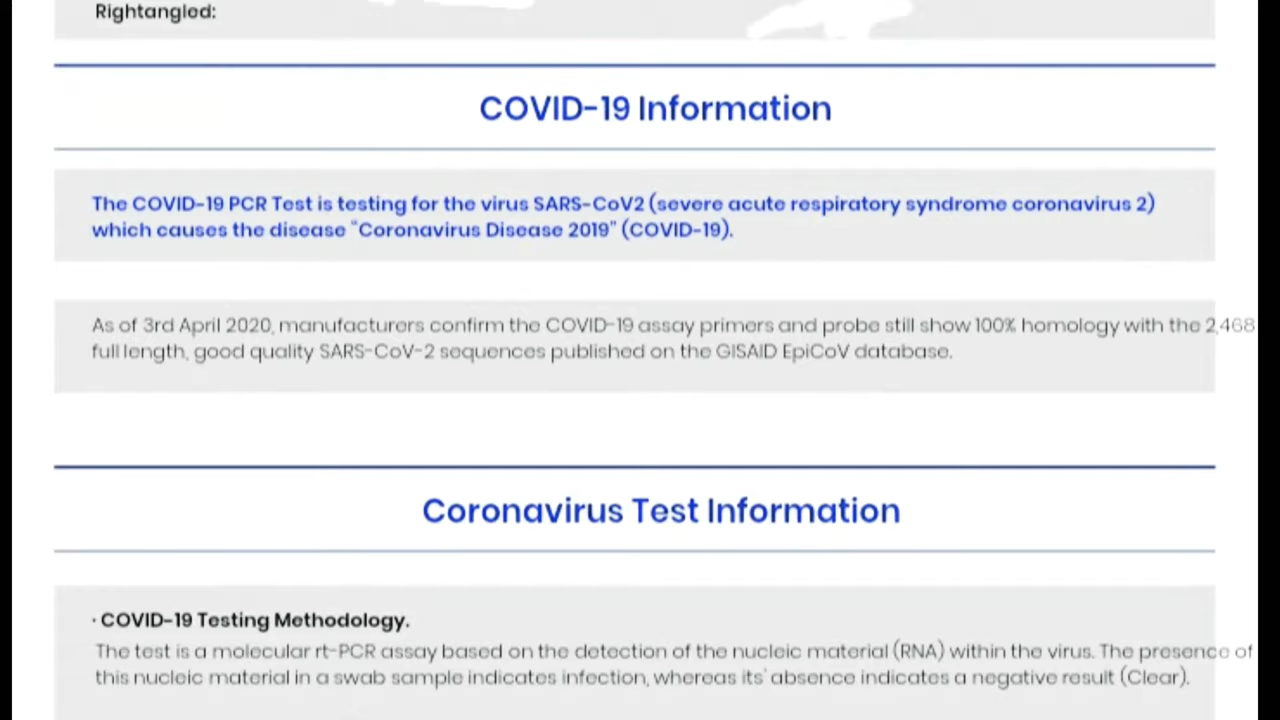 Rightangled:
COVID-19 Information
The COVID-19 PCR Test is testing for the virus SARS-CoV2 (severe acute respiratory syndrome coronavirus 2)
which causes the disease “Coronavirus Disease 2019” (COVID-19).
As of 3rd April 2020, manufacturers confirm the COVID-19 assay primers and probe still show 100% homology with the 2,468
full length, good quality SARS-CoV-2 sequences published on the GISAID EpiCoV database.
Coronavirus Test Information
· COVID-19 Testing Methodology.
The test is a molecular rt-PCR assay based on the detection of the nucleic material (RNA) within the virus. The presence of
this nucleic material in a swab sample indicates infection, whereas its' absence indicates a negative result (Clear).